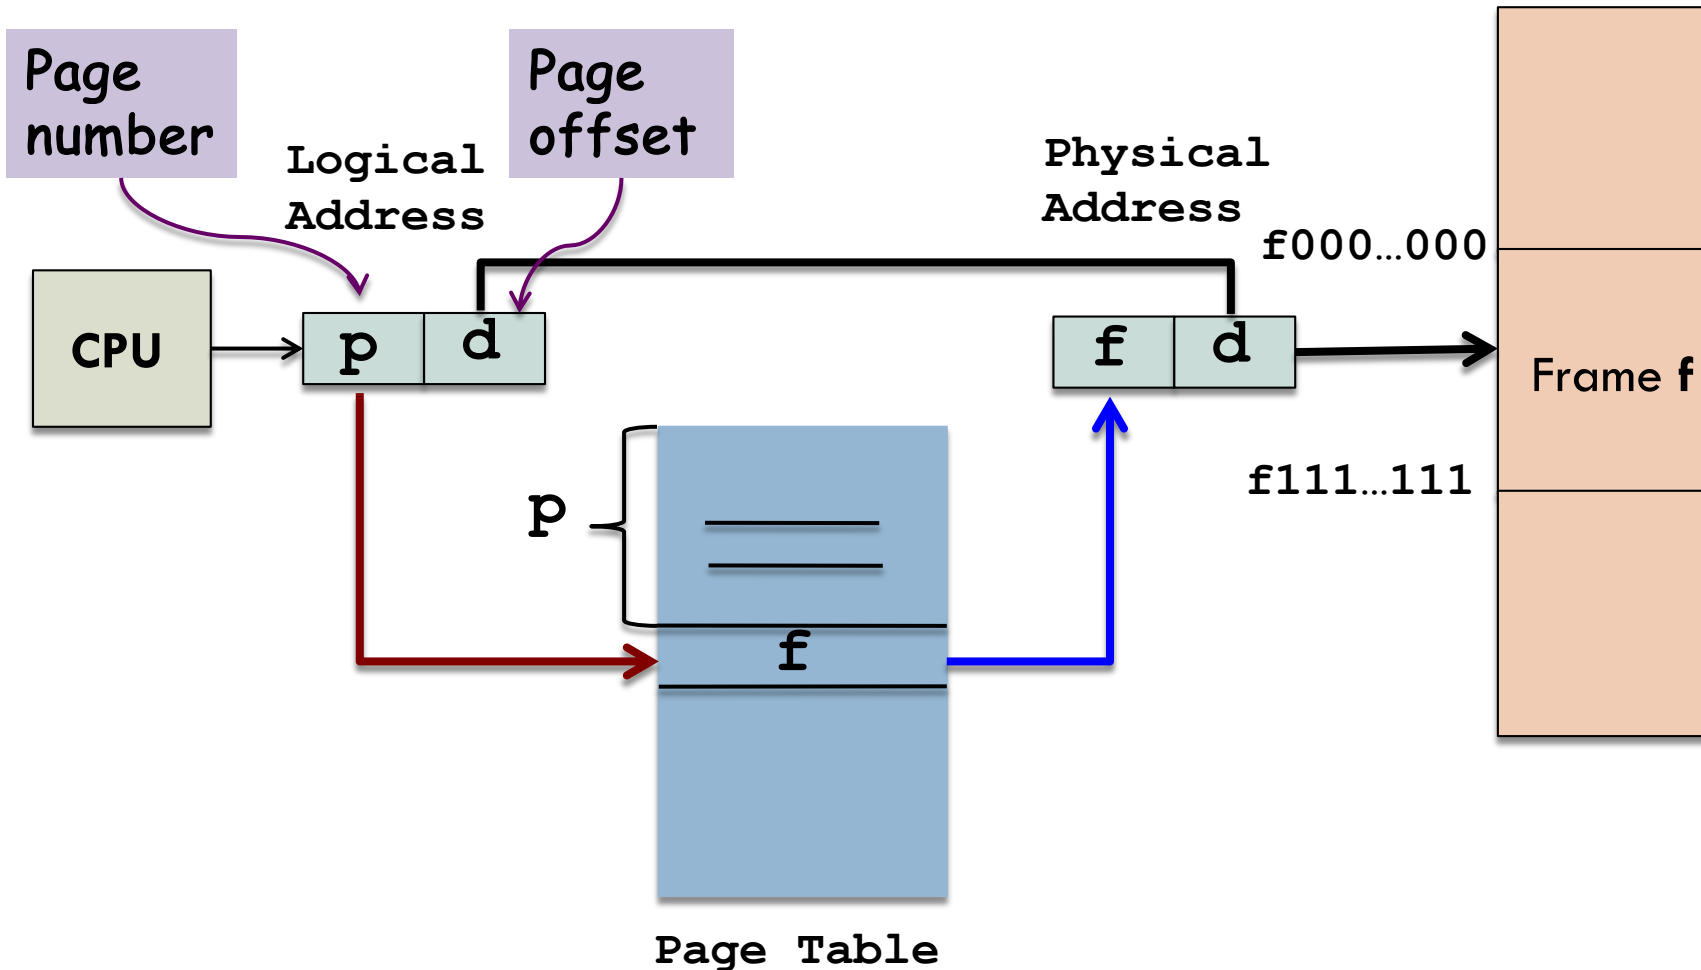 Page
number
Page
offset
Logical
Address
Physical
Address
f000…000
CPU
p
d
f
d
Frame f
f111…111
p
f
Page Table